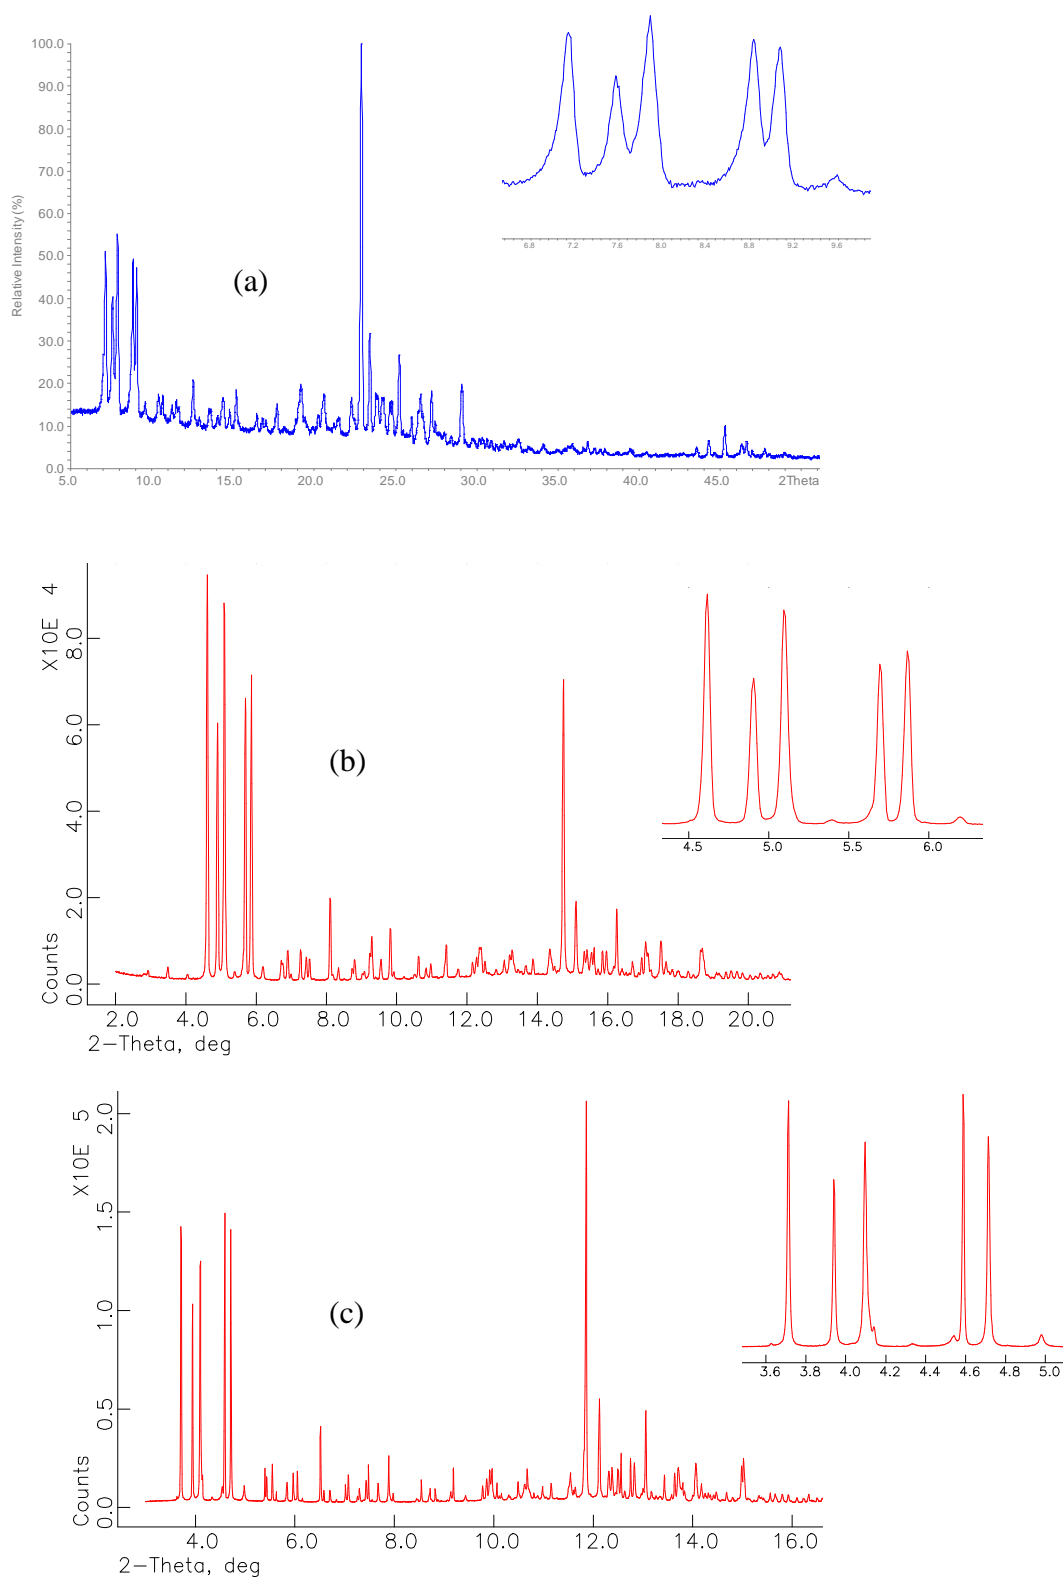 100.0
90.0
80.0
70.0
60.0
50.0
40.0
30.0
20.0
10.0
0.0
Relative Intensity (%)
5.0 10.0 15.0 20.0 25.0 30.0 35.0 40.0 45.0 2Theta
(a)
6.8 7.2 7.6 8.0 8.4 8.8 9.2 9.6
X10E 4
8.0
6.0
4.0
2.0
0.0
Counts
2.0 4.0 6.0 8.0 10.0 12.0 14.0 16.0 18.0 20.0
2-Theta, deg
(b)
4.5 5.0 5.5 6.0
X10E 5
2.0
1.5
1.0
0.5
0.0
Counts
4.0 6.0 8.0 10.0 12.0 14.0 16.0
2-Theta, deg
(c)
3.6 3.8 4.0 4.2 4.4 4.6 4.8 5.0